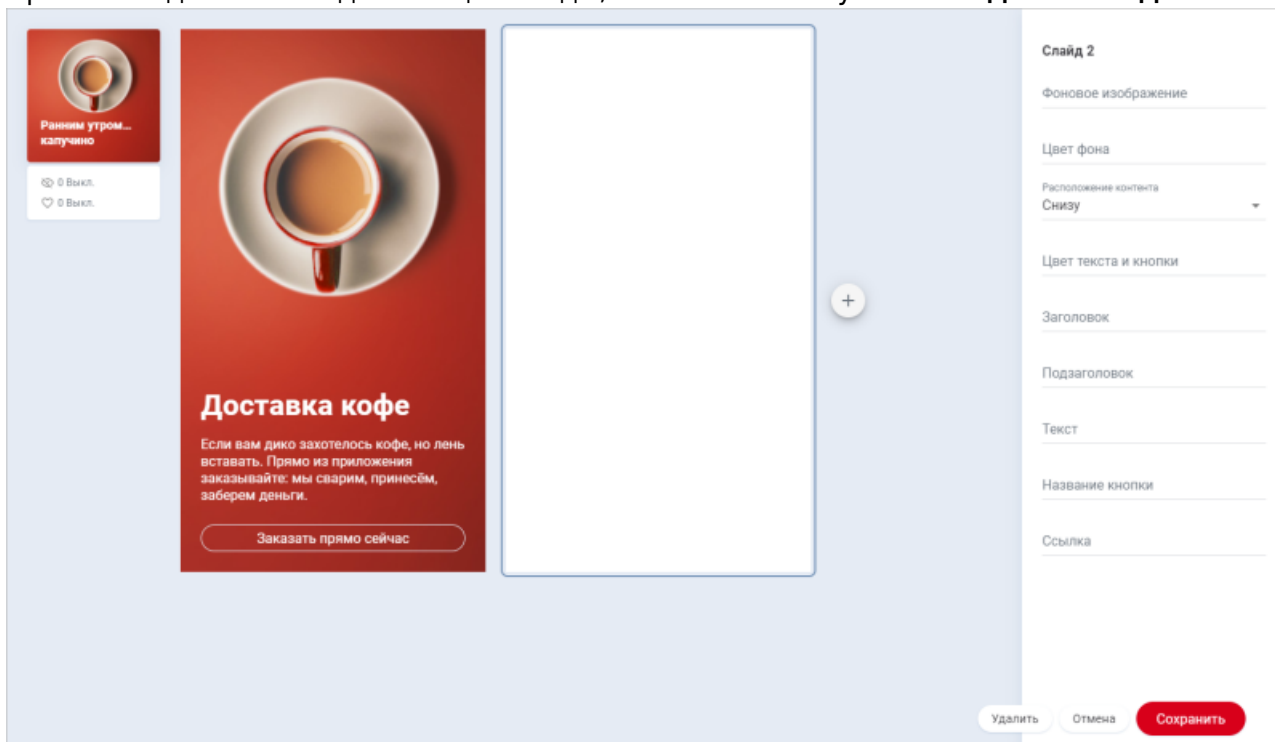 Ранним утром...
капучино
0 Выкл.
0 Выкл.
Доставка кофе
Если вам дико захотелось кофе, но лень
вставать. Прямо из приложения
заказывайте: мы сварим, принесём,
заберем деньги.
Заказать прямо сейчас
Слайд 2
Фоновое изображение
Цвет фона
Расположение контента
Снизу
Цвет текста и кнопки
Заголовок
Подзаголовок
Текст
Название кнопки
Ссылка
Удалить
Отмена
Сохранить